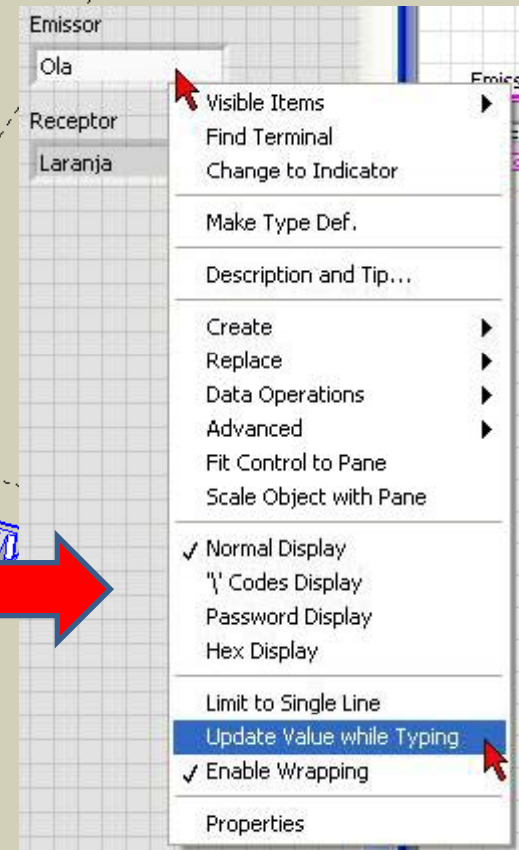 Emissor
Ola
Receptor
Laranja
Visible Items
Find Terminal
Change to Indicator
Make Type Def.
Description and Tip...
Create
Replace
Data Operations
Advanced
Fit Control to Pane
Scale Object with Pane
Normal Display
'\' Codes Display
Password Display
Hex Display
Limit to Single Line
Update Value while Typing
Enable Wrapping
Properties